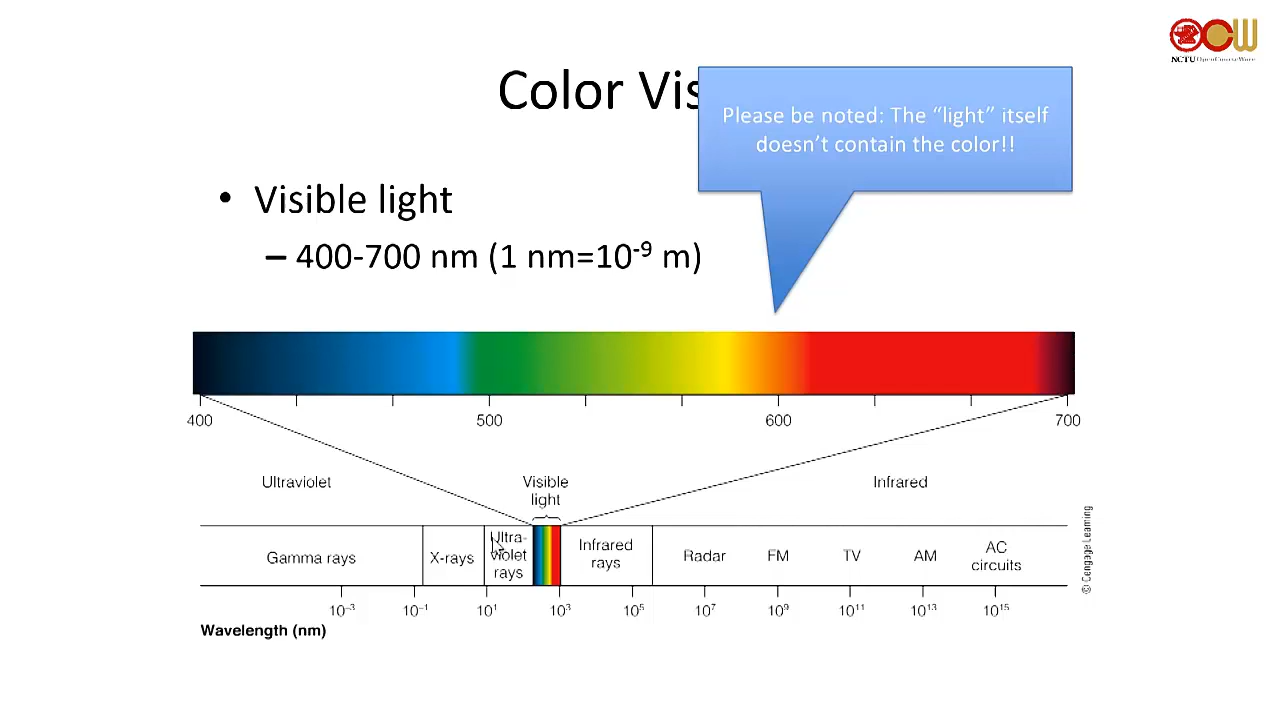 NCTU OpenCourseWare
Color Vis
Please be noted: The “light” itself
doesn’t contain the color!!
• Visible light
– 400-700 nm (1 nm=10⁻⁹ m)
400 500 600 700
Ultraviolet
Visible
light
Infrared
Gamma rays
X-rays
Ultra-
violet
rays
Infrared
rays
Radar
FM
TV
AM
AC
circuits
10⁻³ 10⁻¹ 10¹ 10³ 10⁵ 10⁷ 10⁹ 10¹¹ 10¹³ 10¹⁵
Wavelength (nm)
© Cengage Learning